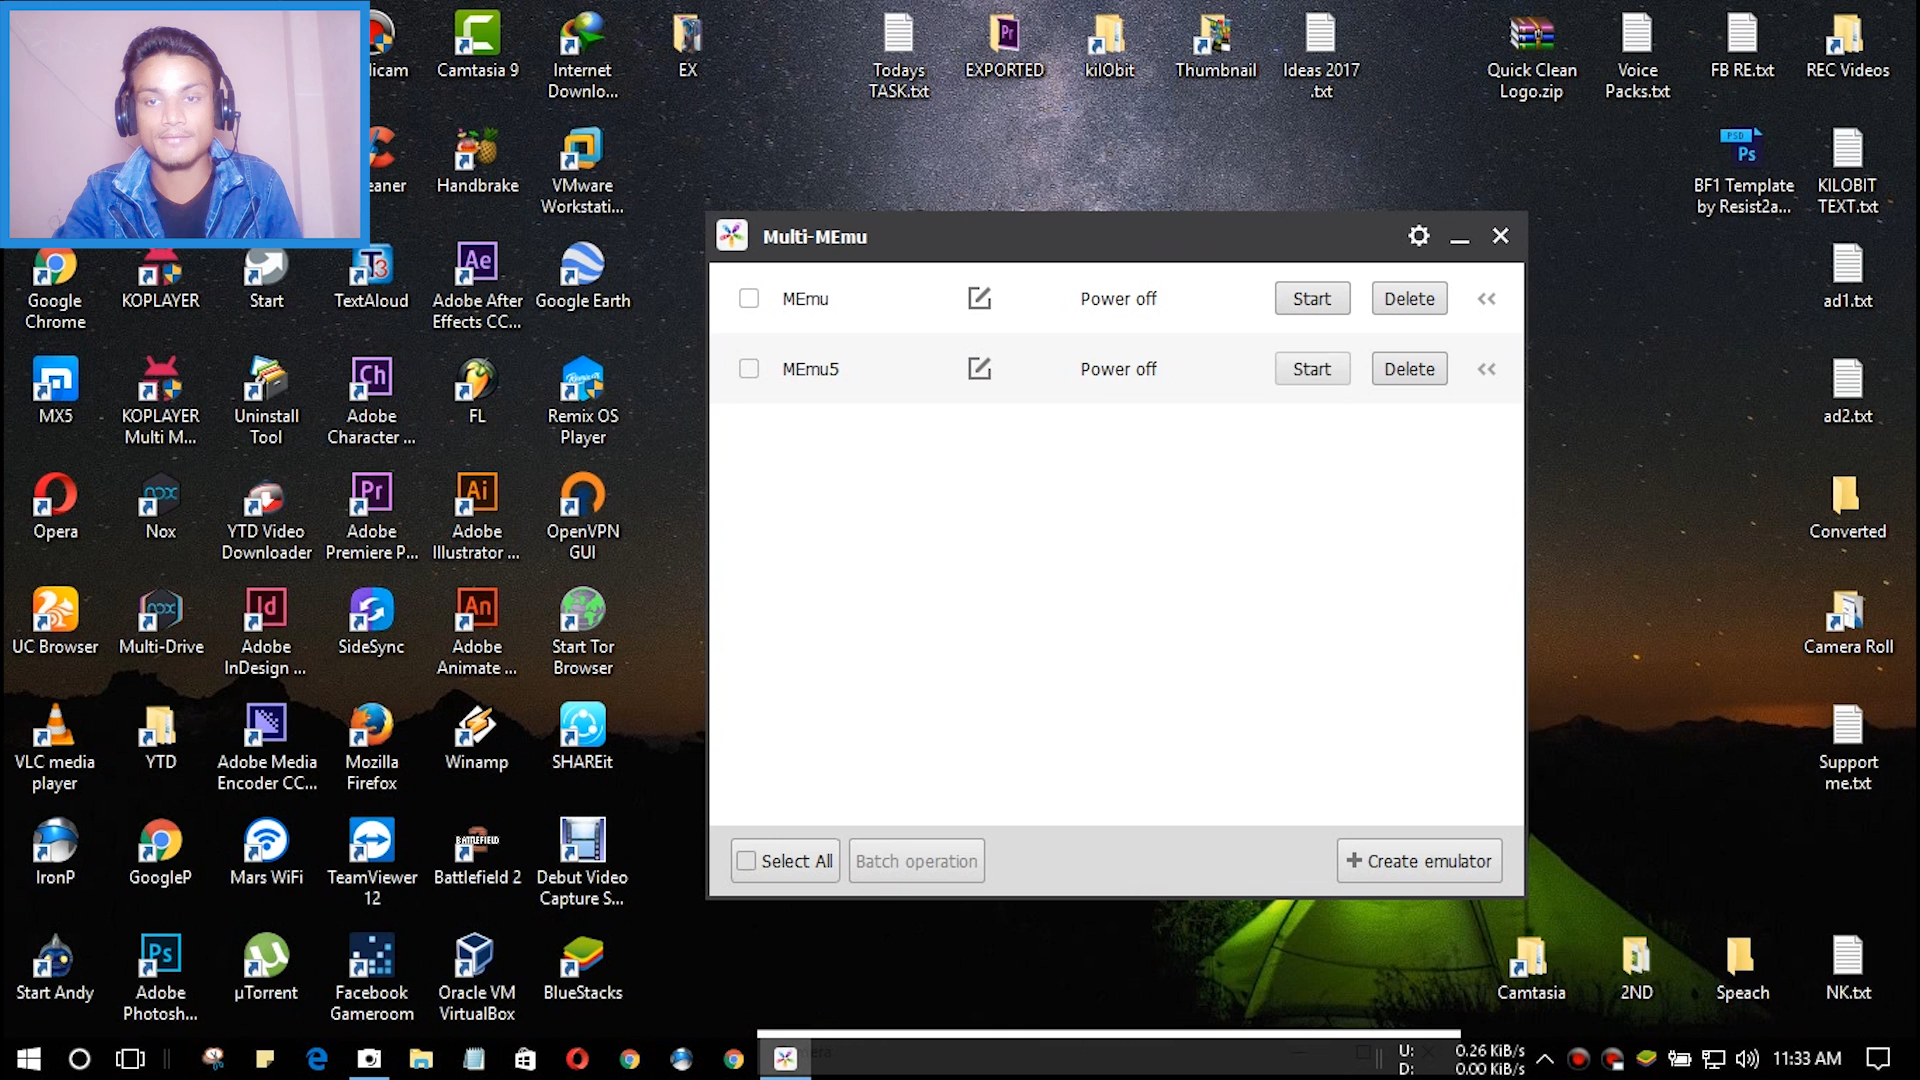 licam
Camtasia 9
Internet
Downlo...
EX
Todays
TASK.txt
EXPORTED
kilObit
Thumbnail
Ideas 2017
.txt
Quick Clean
Logo.zip
Voice
Packs.txt
FB RE.txt
REC Videos
eaner
Handbrake
VMware
Workstati...
PSD
Ps
BF1 Template
by Resist2a...
KILOBIT
TEXT.txt
Multi-MEmu
Google
Chrome
KOPLAYER
Start
TextAloud
Adobe After
Effects CC...
Google Earth
MEmu
Power off
Start
Delete
ad1.txt
MEmu5
Power off
Start
Delete
MX5
KOPLAYER
Multi M...
Uninstall
Tool
Adobe
Character ...
FL
Remix OS
Player
ad2.txt
Opera
Nox
YTD Video
Downloader
Adobe
Premiere P...
Adobe
Illustrator ...
OpenVPN
GUI
Converted
UC Browser
Multi-Drive
Adobe
InDesign ...
SideSync
Adobe
Animate ...
Start Tor
Browser
Camera Roll
VLC media
player
YTD
Adobe Media
Encoder CC...
Mozilla
Firefox
Winamp
SHAREit
Support
me.txt
IronP
GoogleP
Mars WiFi
TeamViewer
12
Battlefield 2
Debut Video
Capture S...
Select All
Batch operation
+ Create emulator
Start Andy
Adobe
Photosh...
µTorrent
Facebook
Gameroom
Oracle VM
VirtualBox
BlueStacks
Camtasia
2ND
Speach
NK.txt
U: 0.26 KiB/s
D: 0.00 KiB/s
11:33 AM